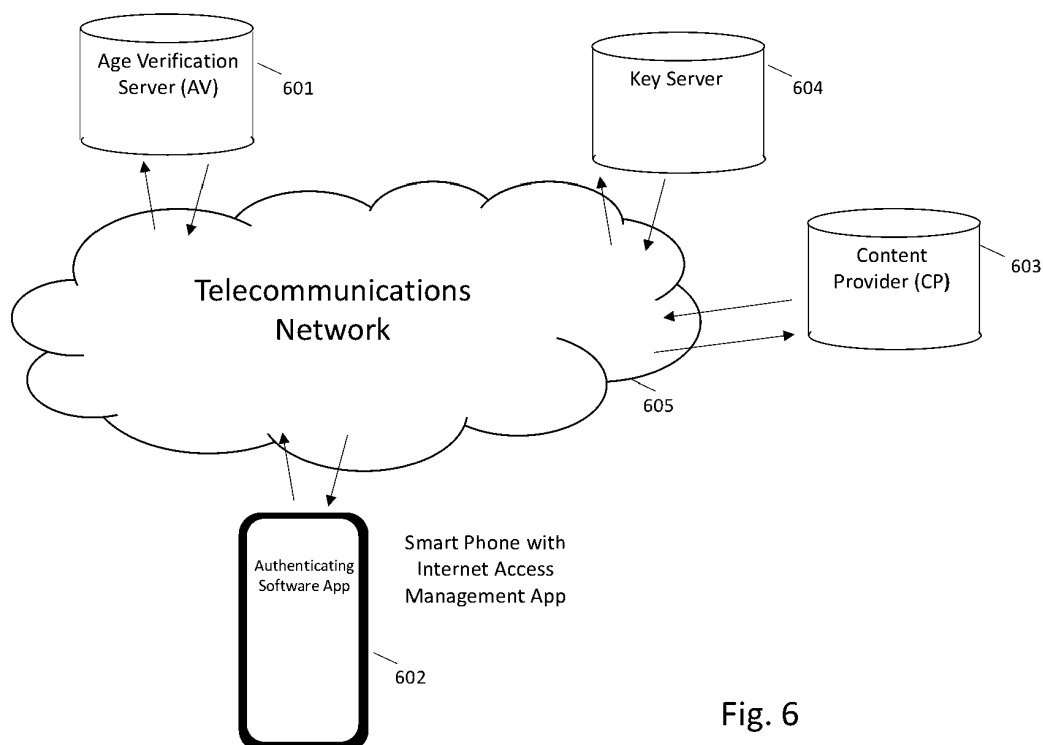 Age Verification
Server (AV)
601
Key Server
604
Content
Provider (CP)
603
Telecommunications
Network
605
Authenticating
Software App
Smart Phone with
Internet Access
Management App
602
Fig. 6